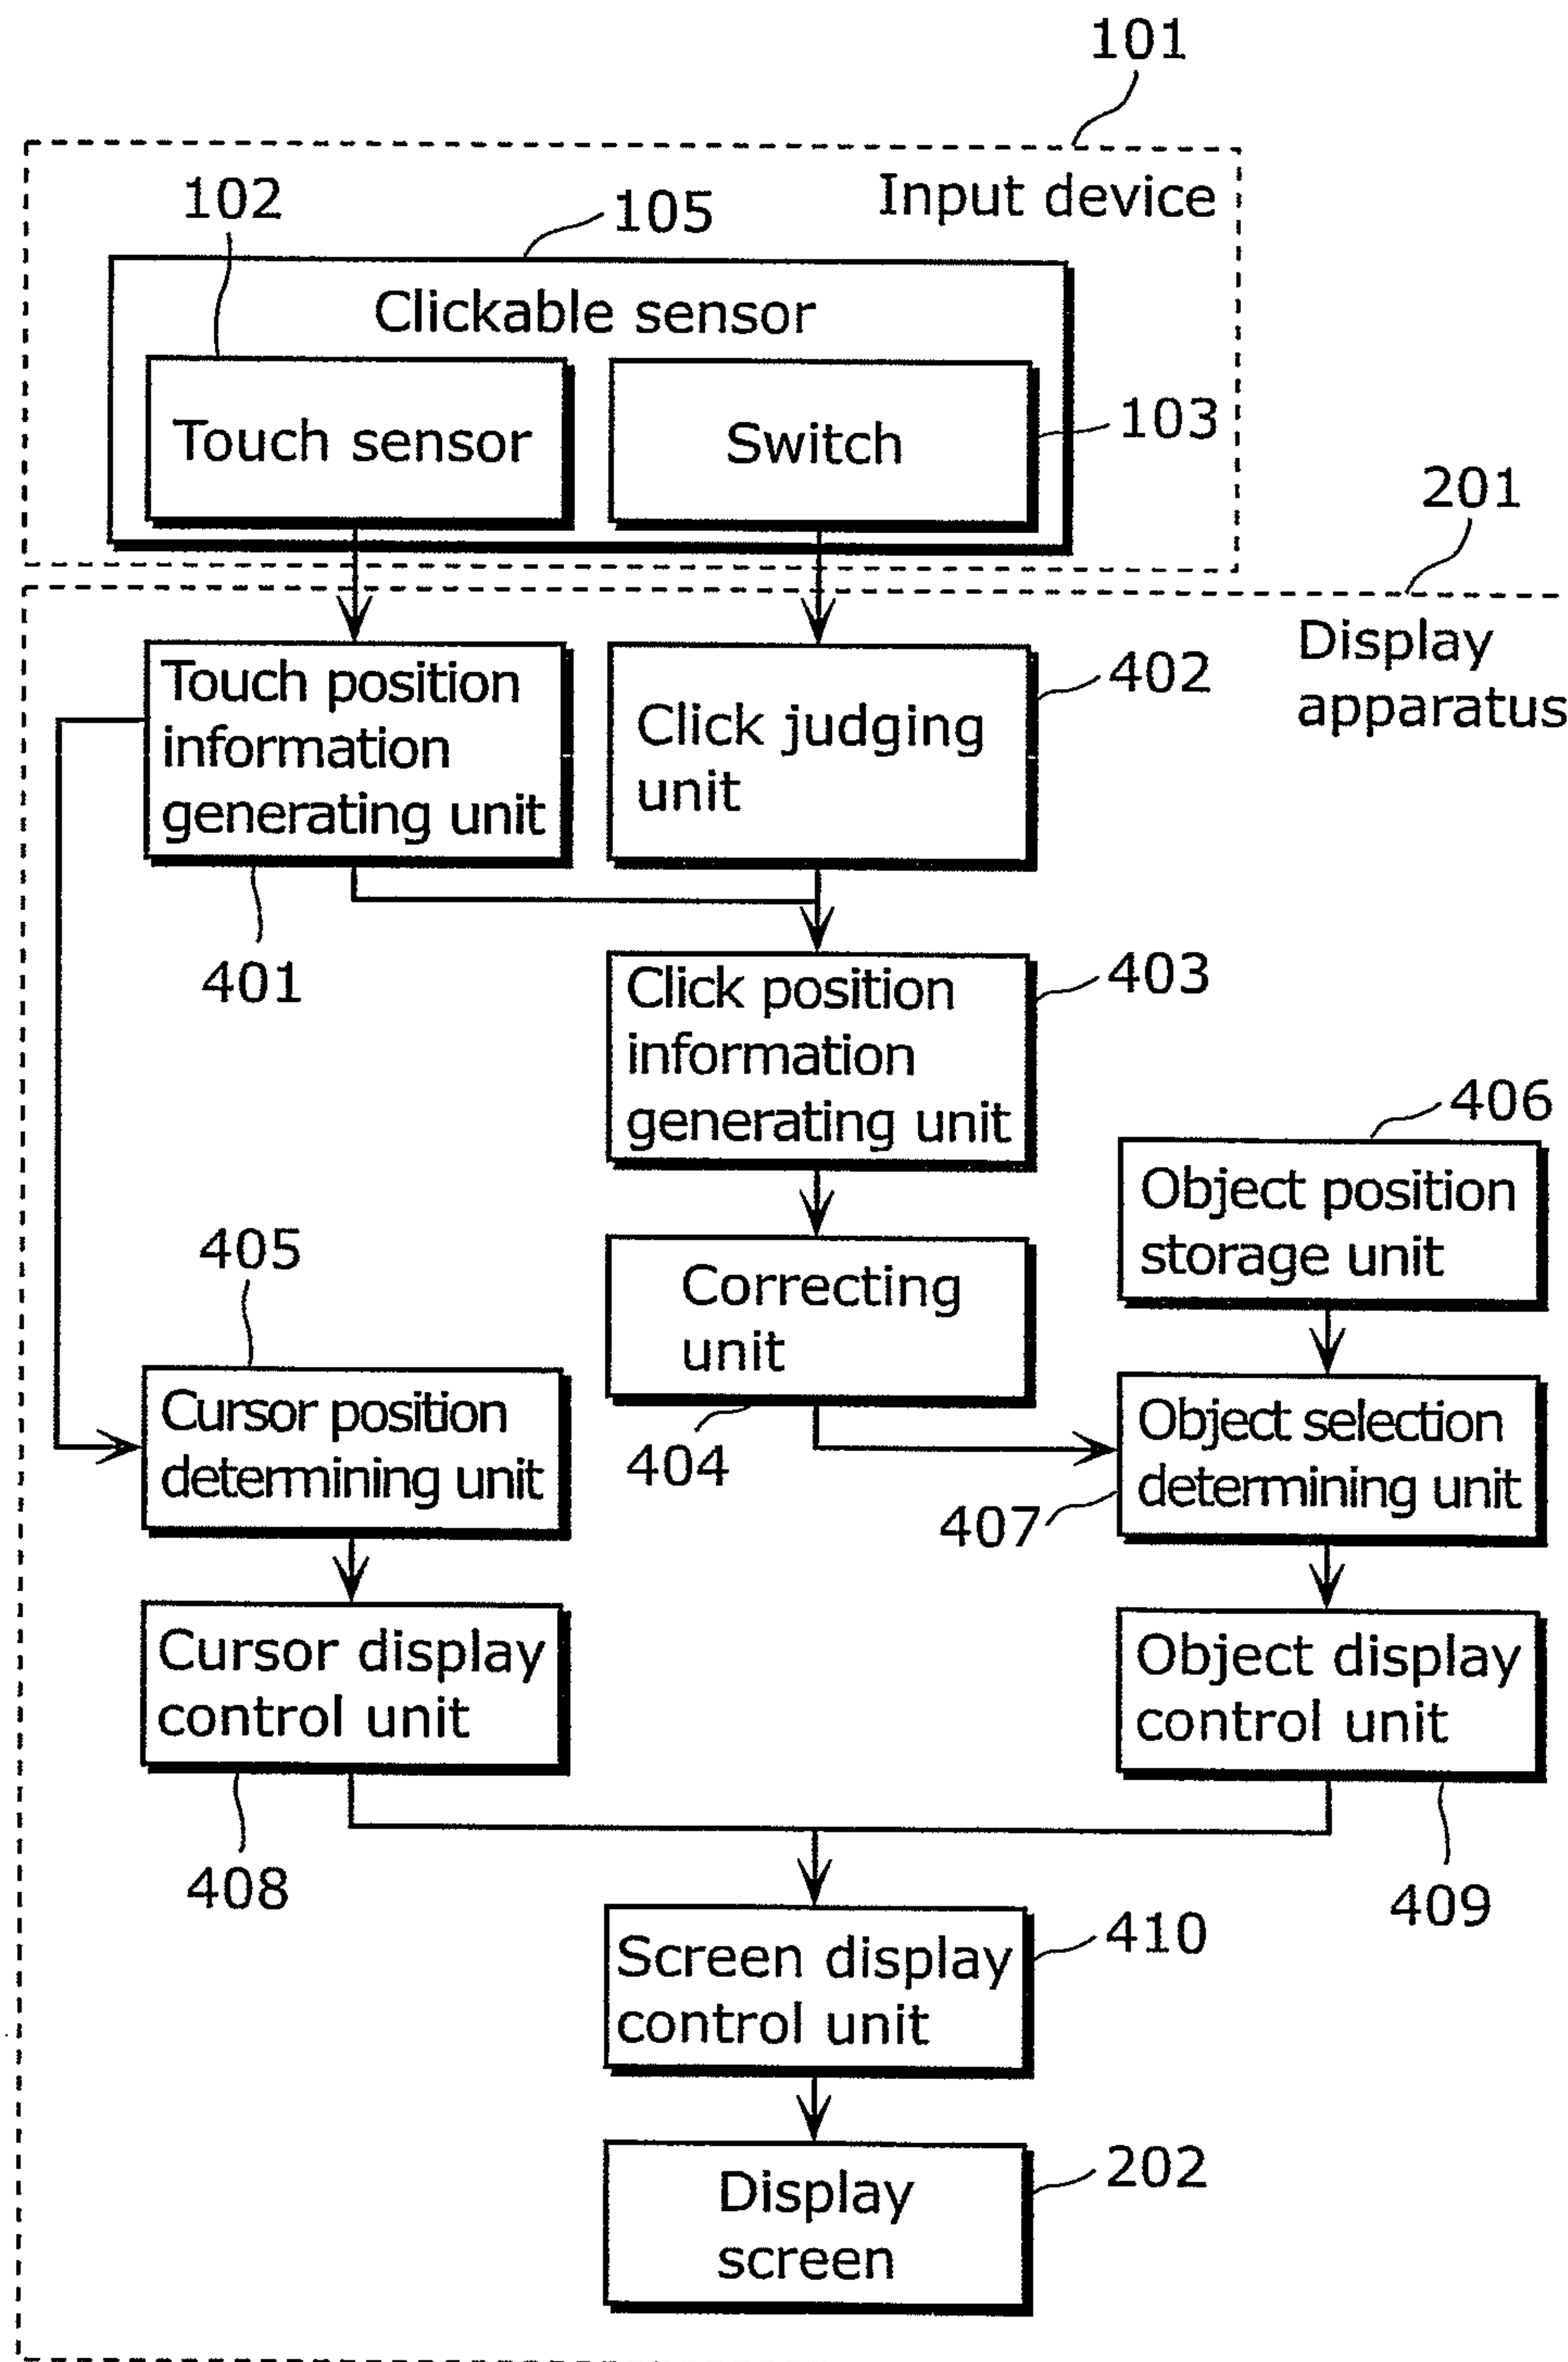 101
Input device
102
105
Clickable sensor
Touch sensor
Switch
103
201
Display
apparatus
Touch position
information
generating unit
Click judging
unit
402
401
Click position
information
generating unit
403
406
Object position
storage unit
405
Correcting
unit
Cursor position
determining unit
404
Object selection
determining unit
407
Cursor display
control unit
Object display
control unit
408
409
Screen display
control unit
410
Display
screen
202